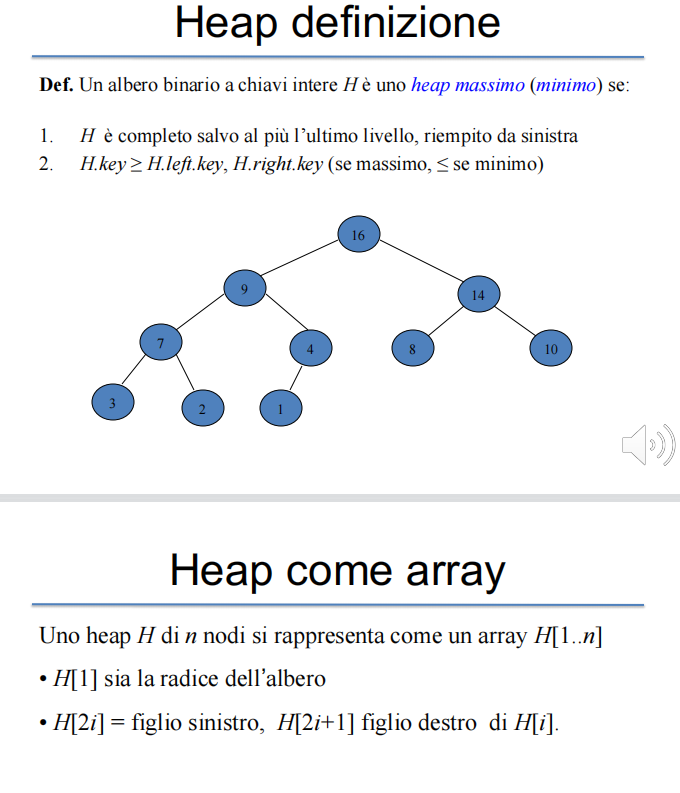 Heap definizione
Def. Un albero binario a chiavi intere H è uno heap massimo (minimo) se:
1. H è completo salvo al più l'ultimo livello, riempito da sinistra
2. H.key ≥ H.left.key, H.right.key (se massimo, ≤ se minimo)
16
9
14
7
4
8
10
3
2
1
Heap come array
Uno heap H di n nodi si rappresenta come un array H[1..n]
• H[1] sia la radice dell'albero
• H[2i] = figlio sinistro, H[2i+1] figlio destro di H[i].